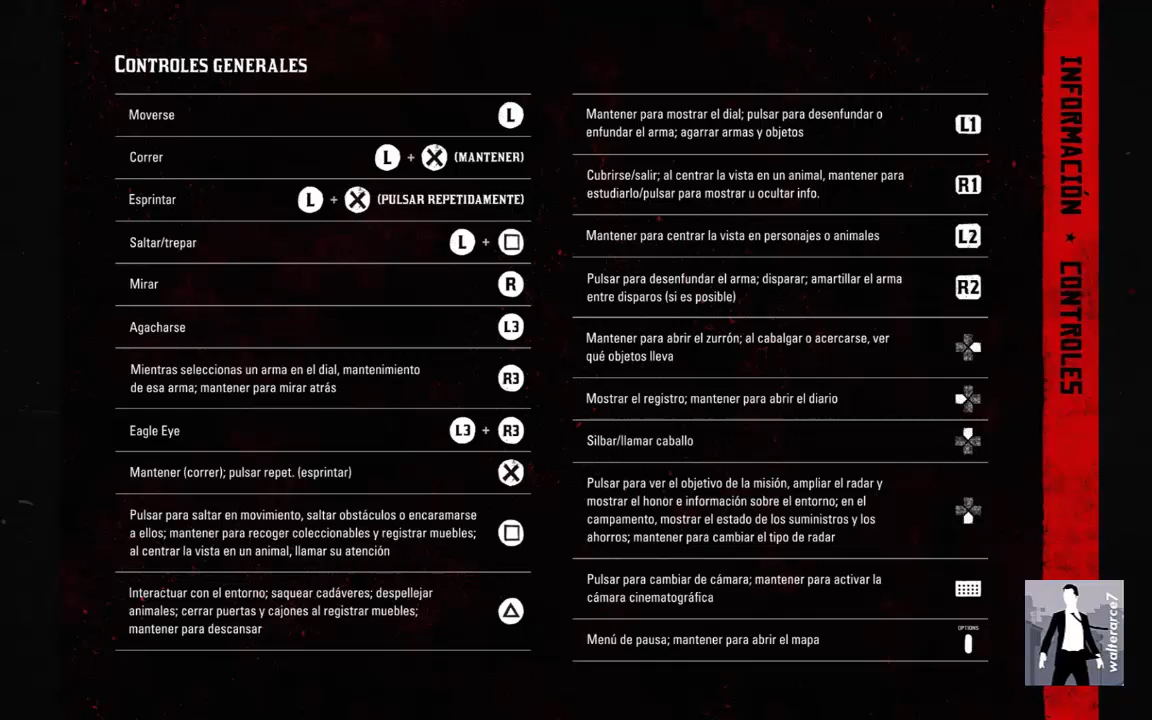 CONTROLES GENERALES
Moverse L
Correr L + X (MANTENER)
Esprintar L + X (PULSAR REPETIDAMENTE)
Saltar/trepar L +
Mirar R
Agacharse L3
Mientras seleccionas un arma en el dial, mantenimiento
de esa arma; mantener para mirar atrás R3
Eagle Eye L3 + R3
Mantener (correr); pulsar repet. (esprintar) X
Pulsar para saltar en movimiento, saltar obstáculos o encaramarse
a ellos; mantener para recoger coleccionables y registrar muebles;
al centrar la vista en un animal, llamar su atención
Interactuar con el entorno; saquear cadáveres; despellejar
animales; cerrar puertas y cajones al registrar muebles;
mantener para descansar
Mantener para mostrar el dial; pulsar para desenfundar o
enfundar el arma; agarrar armas y objetos L1
Cubrirse/salir; al centrar la vista en un animal, mantener para
estudiarlo/pulsar para mostrar u ocultar info. R1
Mantener para centrar la vista en personajes o animales L2
Pulsar para desenfundar el arma; disparar; amartillar el arma
entre disparos (si es posible) R2
Mantener para abrir el zurrón; al cabalgar o acercarse, ver
qué objetos lleva
Mostrar el registro; mantener para abrir el diario
Silbar/llamar caballo
Pulsar para ver el objetivo de la misión, ampliar el radar y
mostrar el honor e información sobre el entorno; en el
campamento, mostrar el estado de los suministros y los
ahorros; mantener para cambiar el tipo de radar
Pulsar para cambiar de cámara; mantener para activar la
cámara cinematográfica
Menú de pausa; mantener para abrir el mapa OPTIONS
INFORMACIÓN ★ CONTROLES
walterarce7